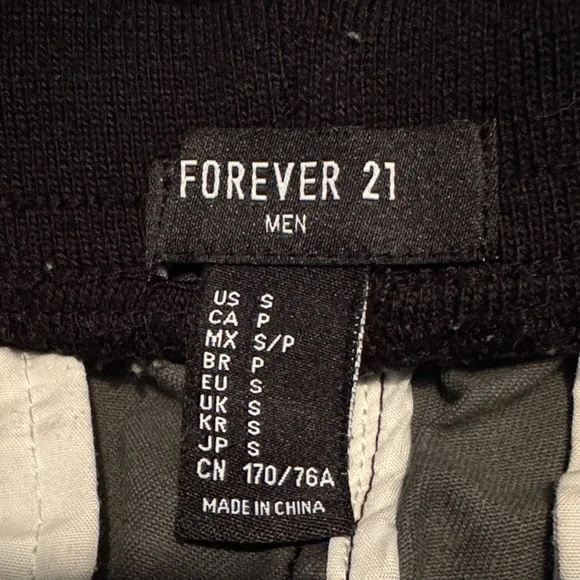 FOREVER 21
MEN
US S
CA P
MX S/P
BR P
EU S
UK S
KR S
JP S
CN 170/76A
MADE IN CHINA